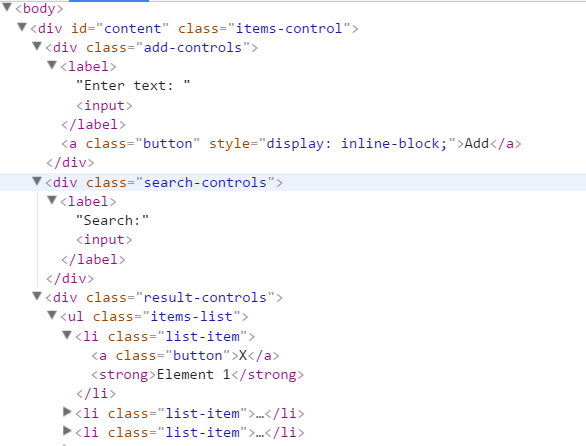 <body>
<div id="content" class="items-control">
<div class="add-controls">
<label>
"Enter text: "
<input>
</label>
<a class="button" style="display: inline-block;">Add</a>
</div>
<div class="search-controls">
<label>
"Search:"
<input>
</label>
</div>
<div class="result-controls">
<ul class="items-list">
<li class="list-item">
<a class="button">X</a>
<strong>Element 1</strong>
</li>
<li class="list-item">…</li>
<li class="list-item">…</li>